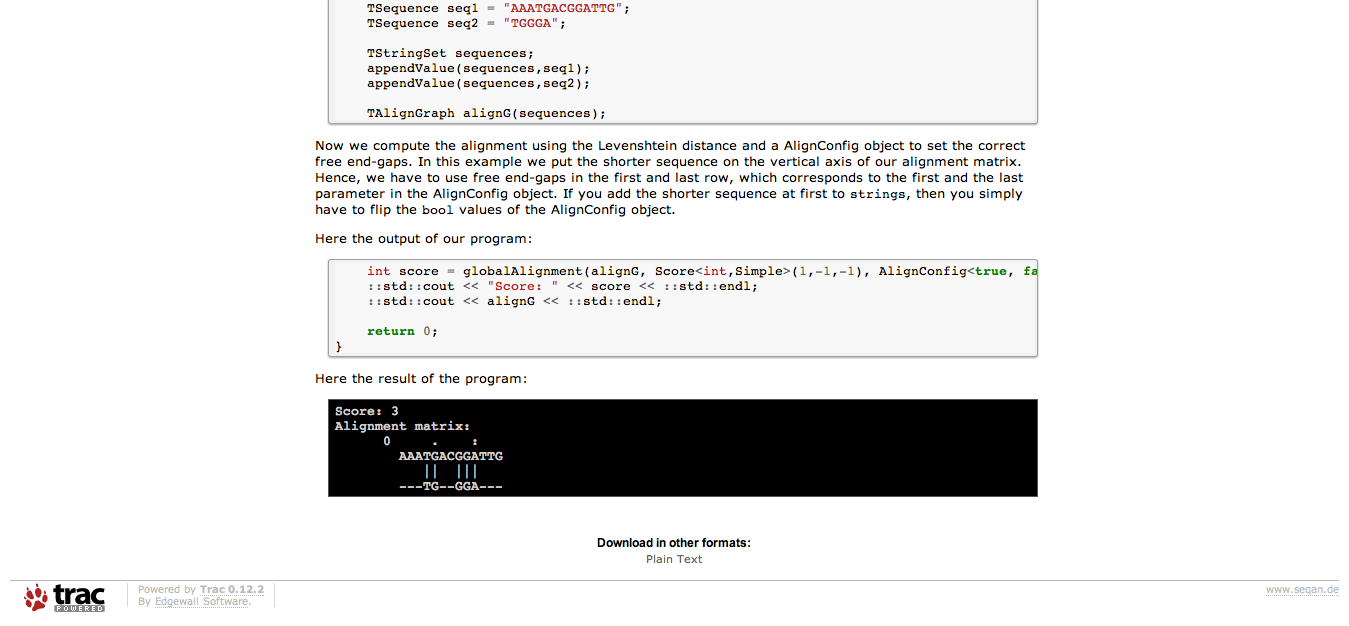 TSequence seq1 = "AAATGACGGATTG";
TSequence seq2 = "TGGGA";
TStringSet sequences;
appendValue(sequences,seq1);
appendValue(sequences,seq2);
TAlignGraph alignG(sequences);
Now we compute the alignment using the Levenshtein distance and a AlignConfig object to set the correct
free end-gaps. In this example we put the shorter sequence on the vertical axis of our alignment matrix.
Hence, we have to use free end-gaps in the first and last row, which corresponds to the first and the last
parameter in the AlignConfig object. If you add the shorter sequence at first to strings, then you simply
have to flip the bool values of the AlignConfig object.
Here the output of our program:
int score = globalAlignment(alignG, Score<int,Simple>(1,-1,-1), AlignConfig<true, fa
::std::cout << "Score: " << score << ::std::endl;
::std::cout << alignG << ::std::endl;
return 0;
}
Here the result of the program:
Score: 3
Alignment matrix:
0 . :
AAATGACGGATTG
|| |||
---TG--GGA---
Download in other formats:
Plain Text
trac POWERED
Powered by Trac 0.12.2
By Edgewall Software.
www.seqan.de